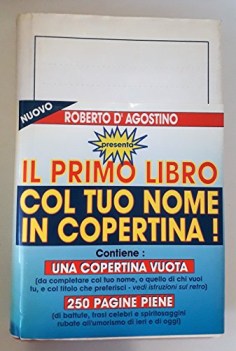 NUOVO
ROBERTO D'AGOSTINO
presenta
IL PRIMO LIBRO
COL TUO NOME
IN COPERTINA !
Contiene :
UNA COPERTINA VUOTA
(da completare col tuo nome, o quello di chi vuoi
tu, e col titolo che preferisci - vedi istruzioni sul retro)
250 PAGINE PIENE
(di battute, frasi celebri e spiritosaggini
rubate all'umorismo di ieri e di oggi)